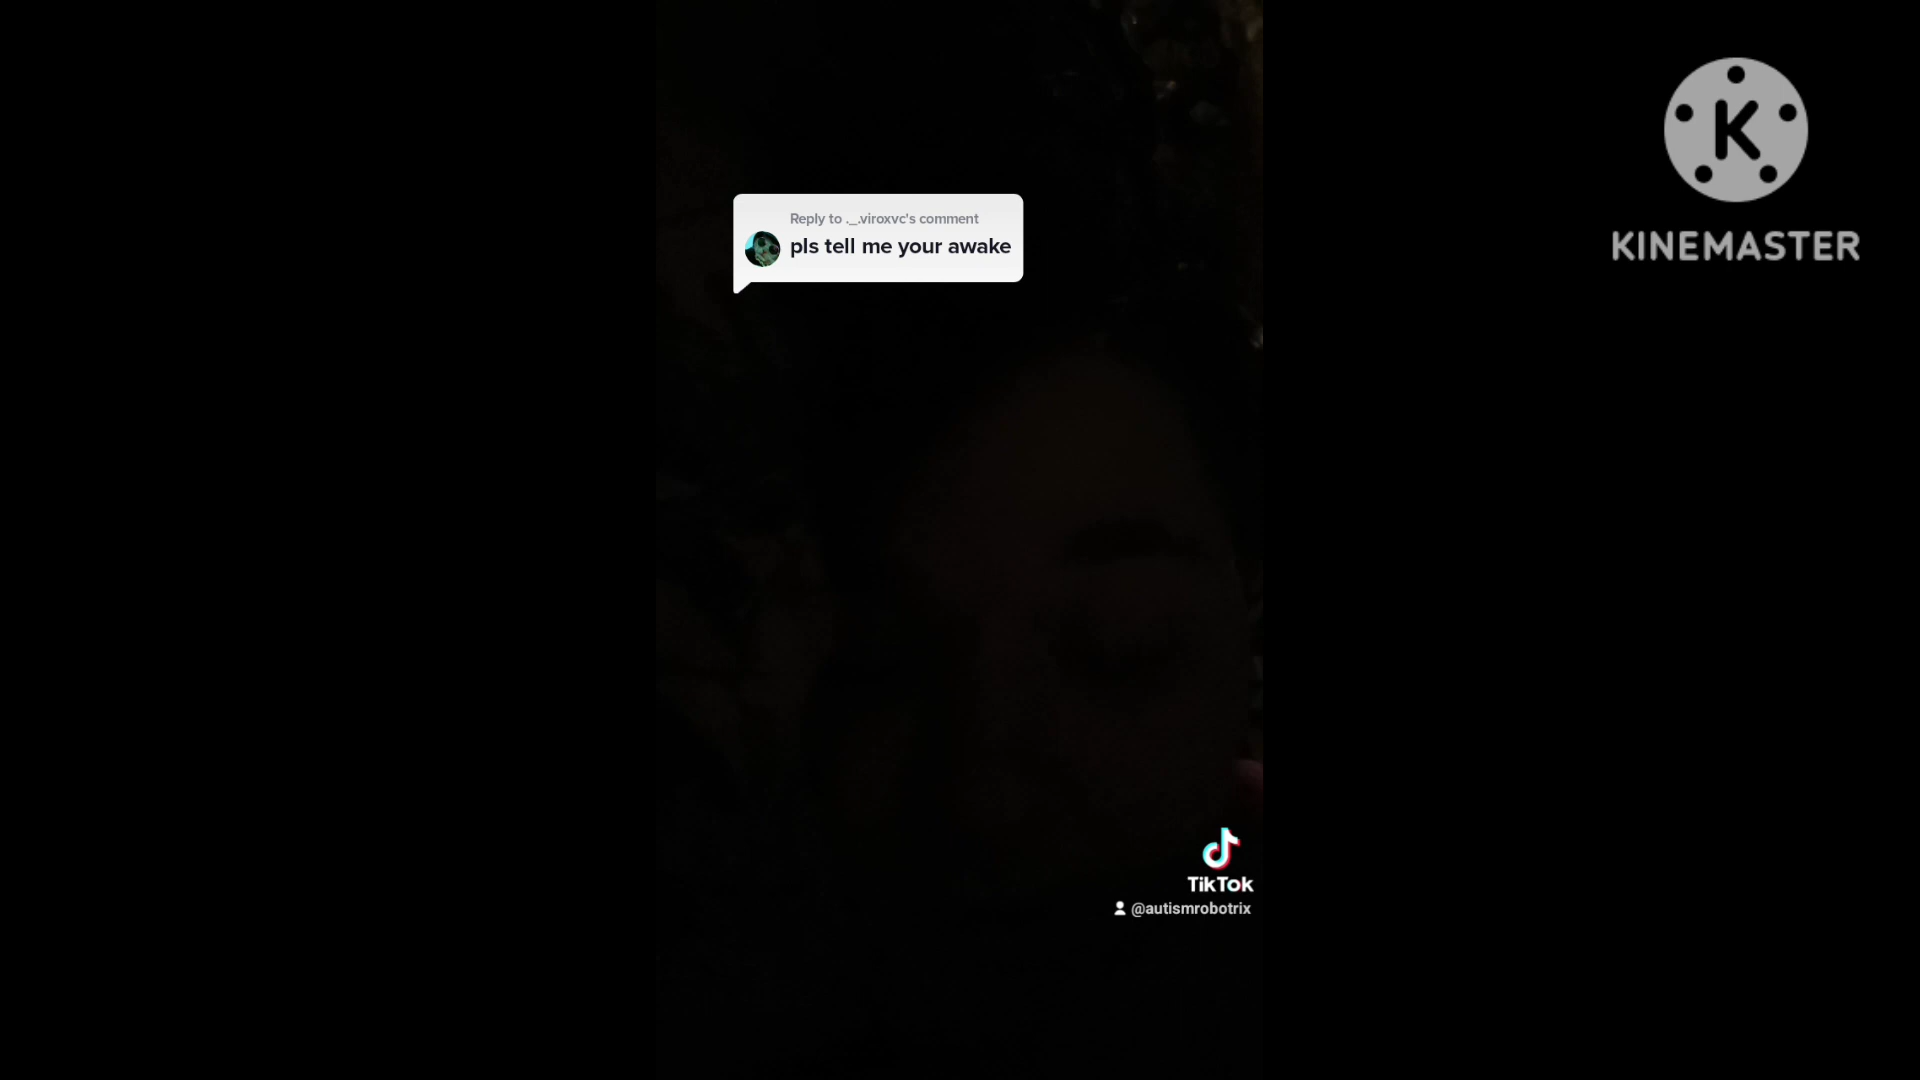 Reply to ._.viroxvc's comment
pls tell me your awake
K
KINEMASTER
TikTok
@autismrobotrix